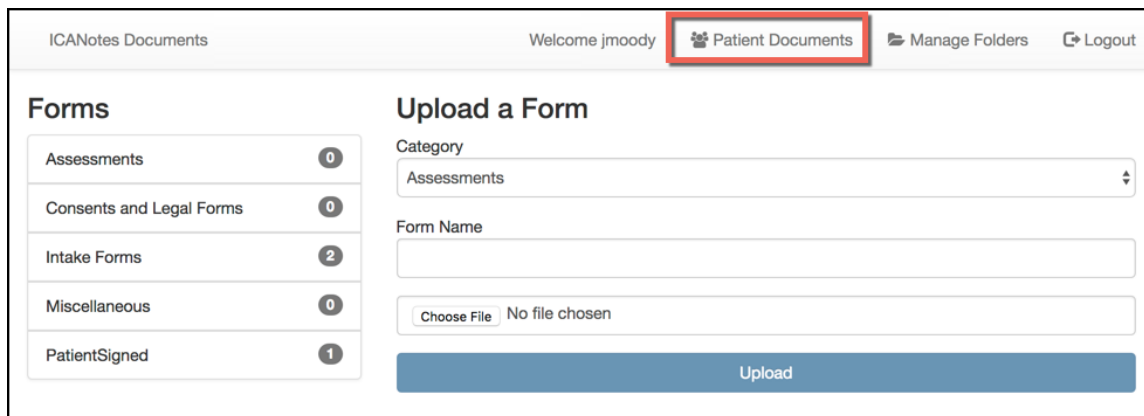 ICANotes Documents Welcome jmoody Patient Documents Manage Folders Logout
Forms
Assessments 0
Consents and Legal Forms 0
Intake Forms 2
Miscellaneous 0
PatientSigned 1
Upload a Form
Category
Assessments
Form Name
Choose File No file chosen
Upload